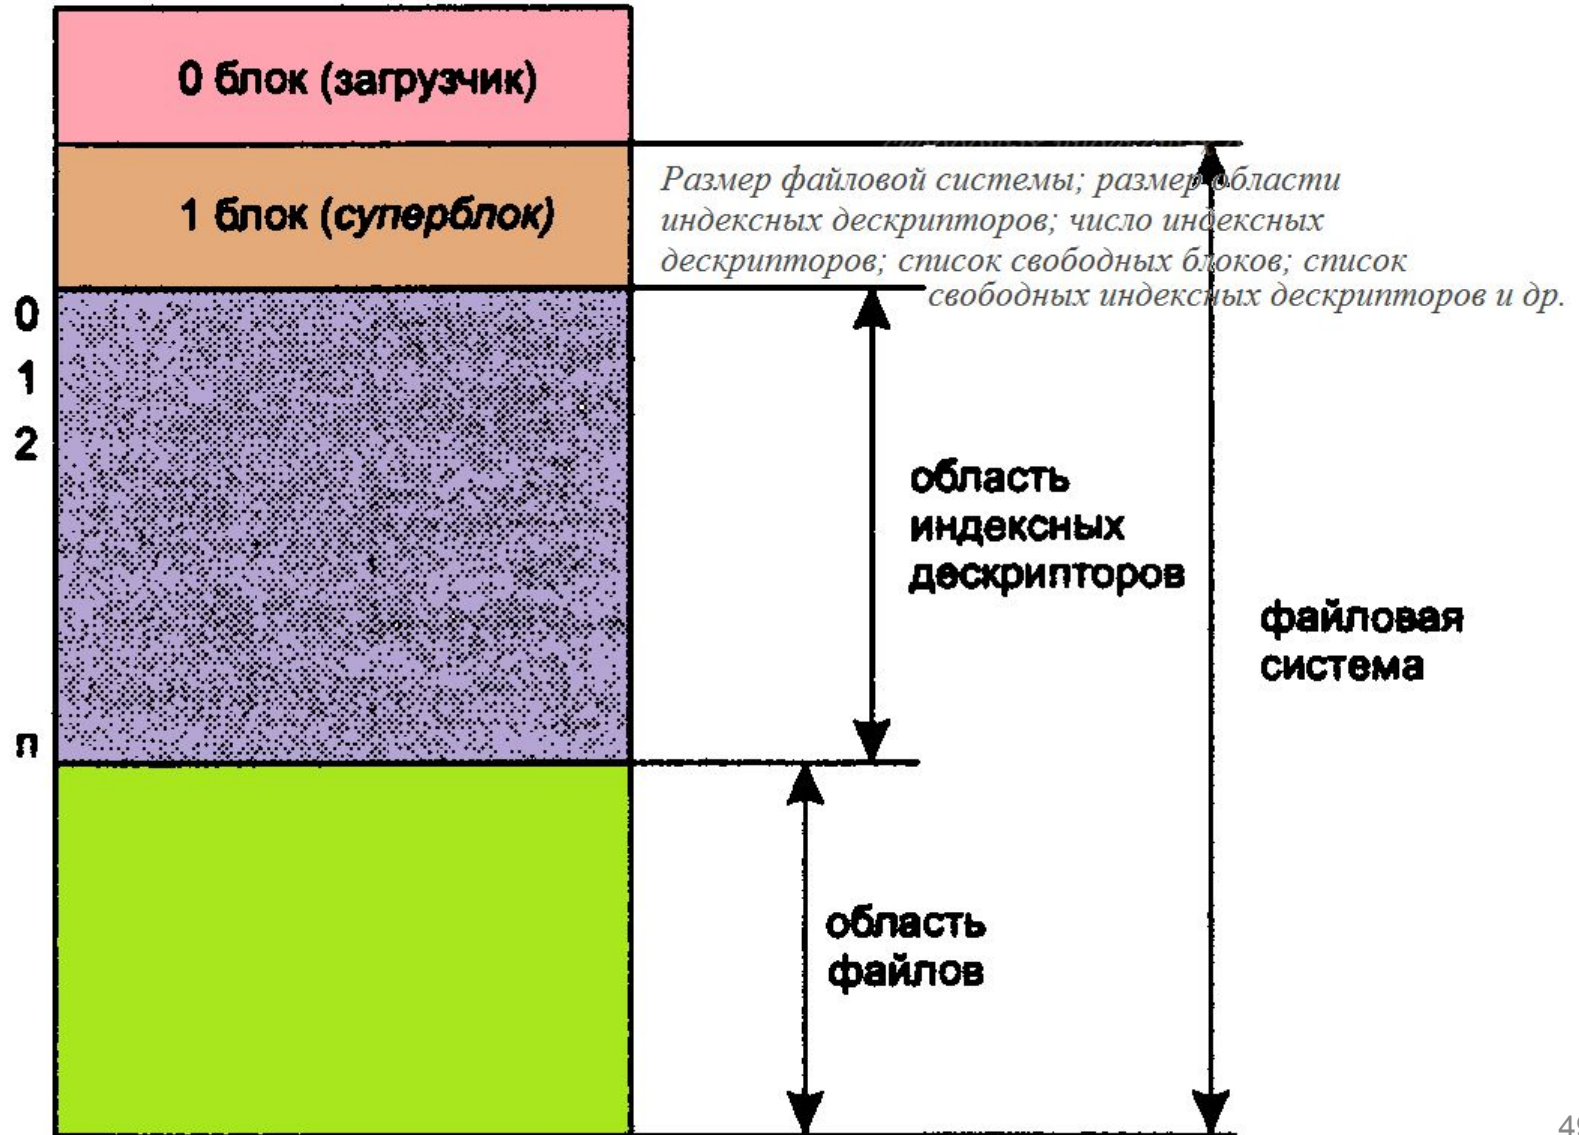 0 блок (загрузчик)
1 блок (суперблок)
Размер файловой системы; размер области
индексных дескрипторов; число индексных
дескрипторов; список свободных блоков; список
свободных индексных дескрипторов и др.
0
1
2
n
область
индексных
дескрипторов
файловая
система
область
файлов
49